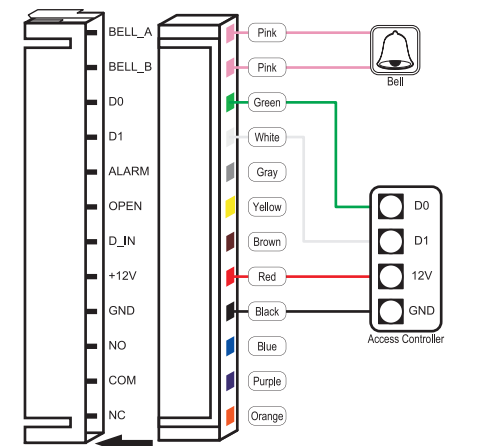 BELL_A Pink
BELL_B Pink
Bell
D0 Green
D1 White
ALARM Gray
OPEN Yellow D0
D_IN Brown D1
+12V Red 12V
GND Black GND
Access Controller
NO Blue
COM Purple
NC Orange